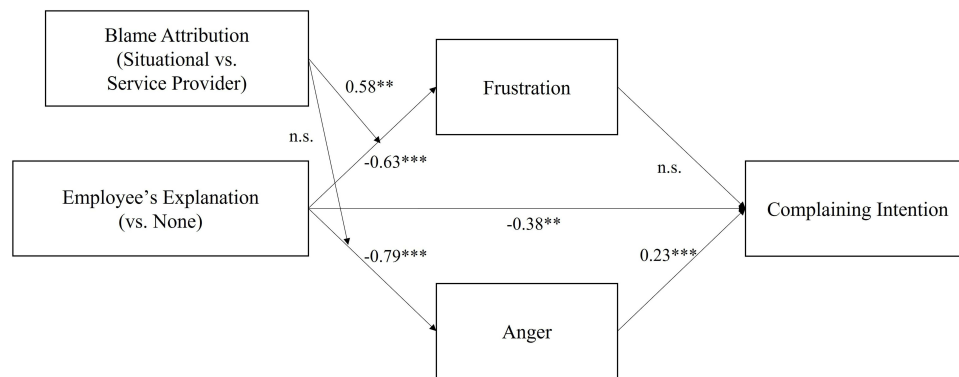 Blame Attribution
(Situational vs.
Service Provider)
0.58**
Frustration
n.s.
-0.63***
n.s.
Employee’s Explanation
(vs. None)
Complaining Intention
-0.38**
-0.79***
0.23***
Anger